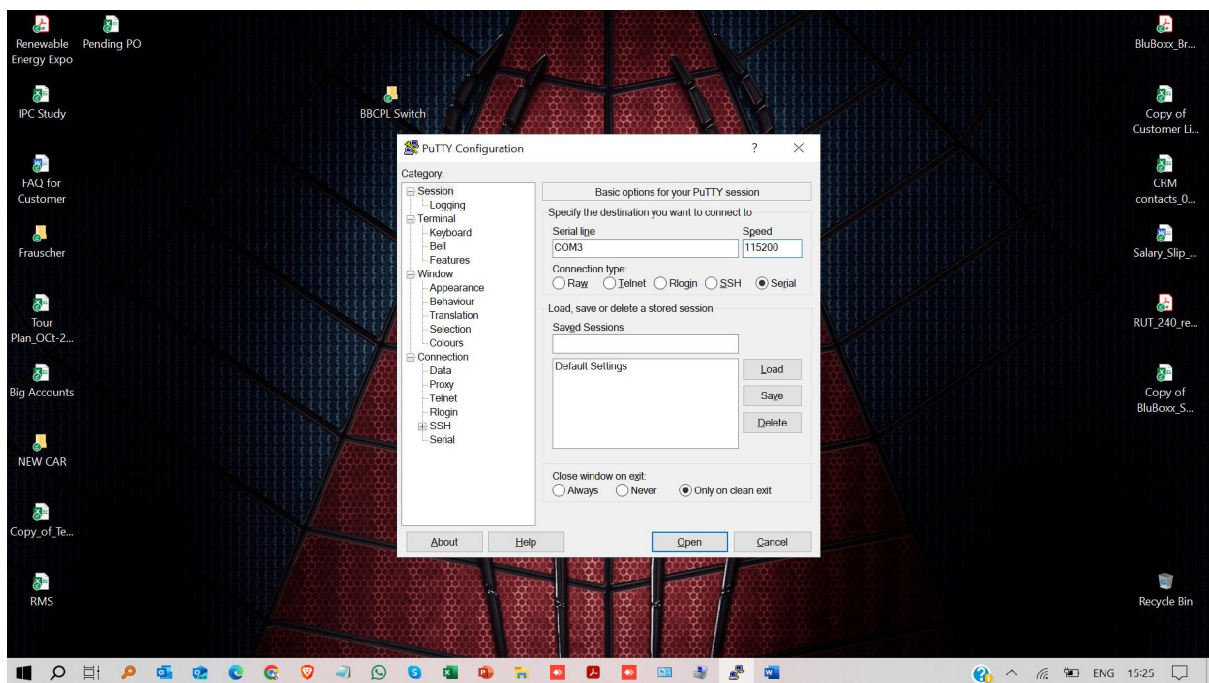 Renewable
Energy Expo
Pending PO
IPC Study
FAQ for
Customer
Frauscher
Tour
Plan_OCt-2...
Big Accounts
NEW CAR
Copy_of_Te...
RMS
BBCPL Switch
PuTTY Configuration
?
Category:
Session
Logging
Terminal
Keyboard
Bell
Features
Window
Appearance
Behaviour
Translation
Selection
Colours
Connection
Data
Proxy
Telnet
Rlogin
SSH
Serial
Basic options for your PuTTY session
Specify the destination you want to connect to
Serial line
Speed
COM3
115200
Connection type:
Raw Telnet Rlogin SSH Serial
Load, save or delete a stored session
Saved Sessions
Default Settings
Load
Save
Delete
Close window on exit:
Always Never Only on clean exit
About Help Open Cancel
BluBoxx_Br...
Copy of
Customer Li...
CRM
contacts_0...
Salary_Slip_...
RUT_240_re...
Copy of
BluBoxx_S...
Recycle Bin
ENG 15:25